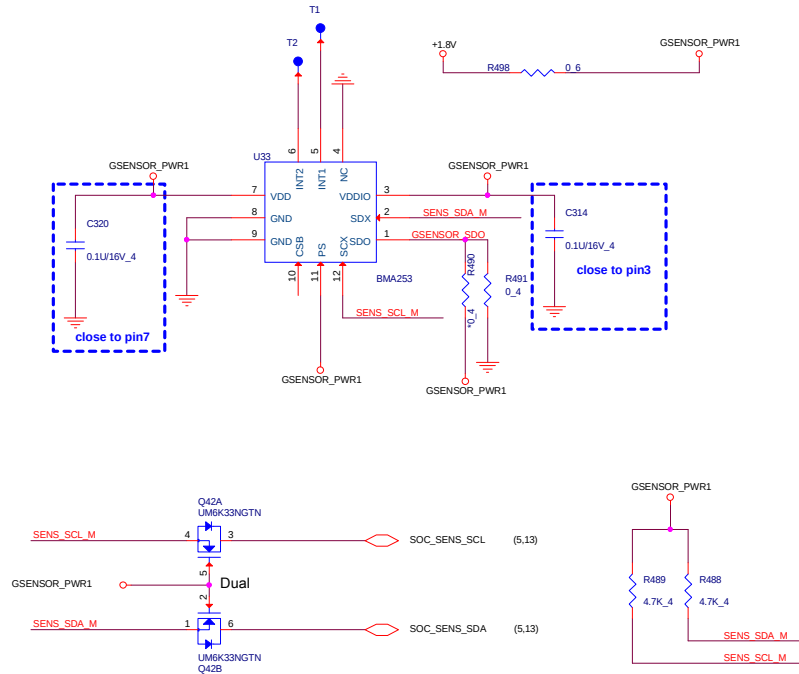 T1
T2
+1.8V
GSENSOR_PWR1
R498
0_6
U33
6
5
4
INT2
INT1
NC
GSENSOR_PWR1
GSENSOR_PWR1
7
VDD
VDDIO
3
8
GND
SDX
2
SENS_SDA_M
9
GND
SDO
1
GSENSOR_SDO
CSB
PS
SCX
BMA253
10
11
12
C320
0.1U/16V_4
close to pin7
C314
0.1U/16V_4
close to pin3
R490
*0_4
R491
0_4
SENS_SCL_M
GSENSOR_PWR1
GSENSOR_PWR1
Q42A
UM6K33NGTN
SENS_SCL_M
4
3
SOC_SENS_SCL
(5,13)
5
GSENSOR_PWR1
Dual
2
SENS_SDA_M
1
6
SOC_SENS_SDA
(5,13)
UM6K33NGTN
Q42B
GSENSOR_PWR1
R489
4.7K_4
R488
4.7K_4
SENS_SDA_M
SENS_SCL_M